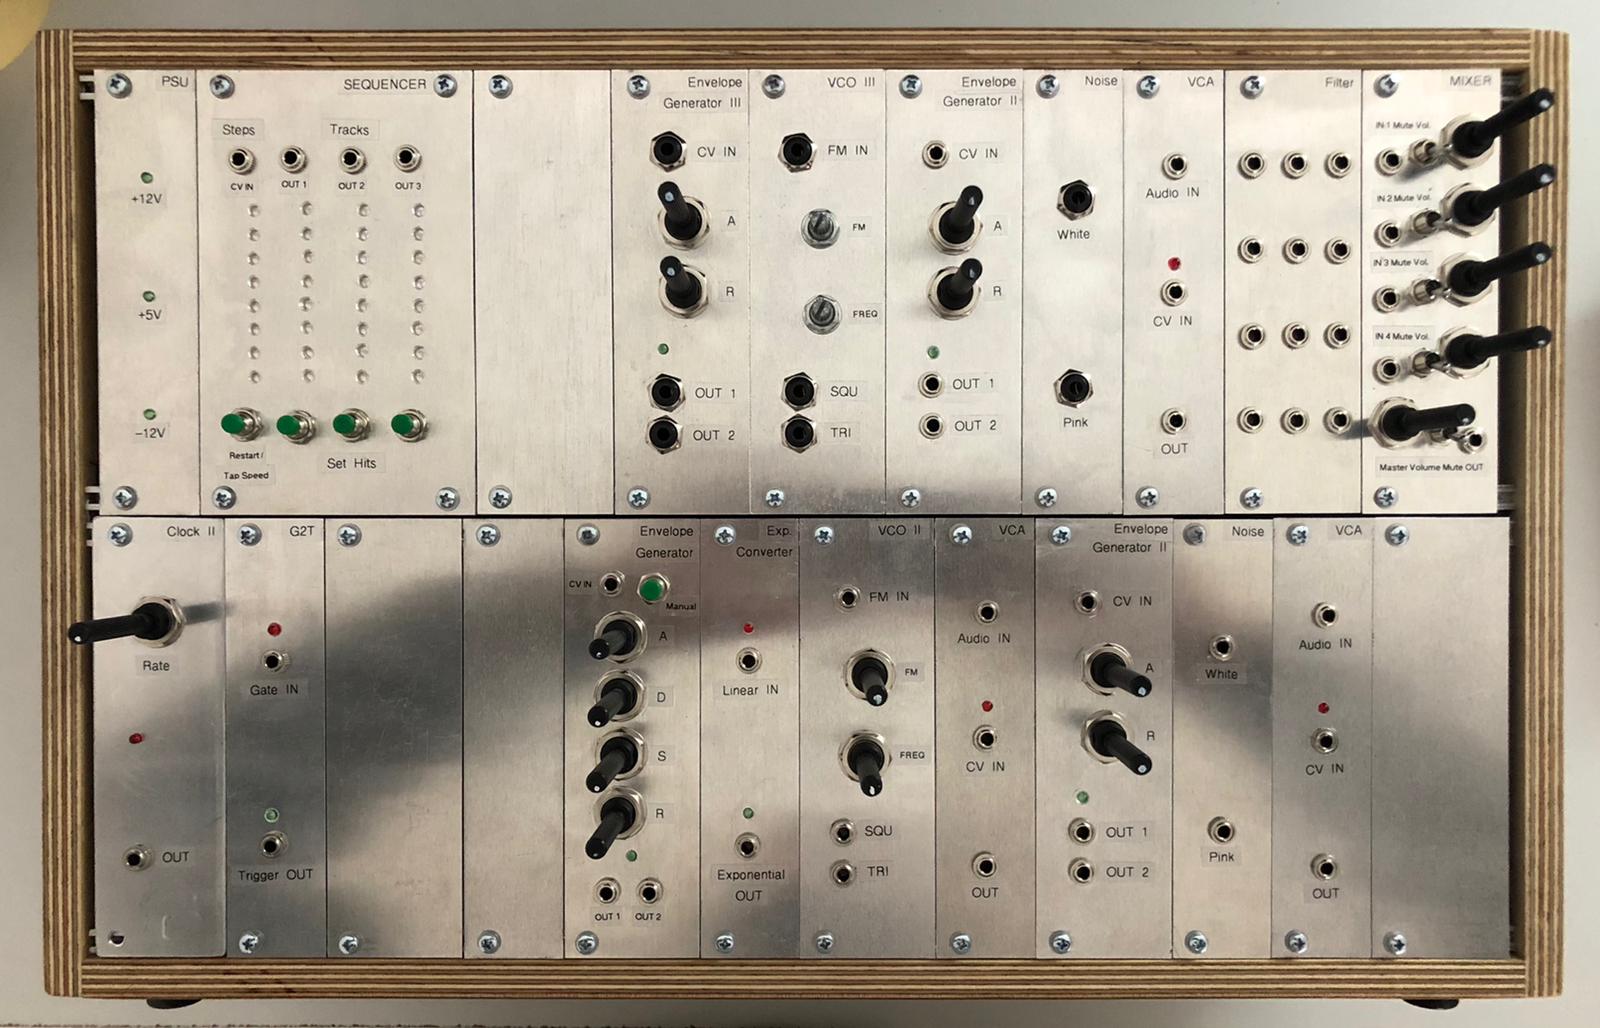 PSU
+12V
+5V
-12V
SEQUENCER
Steps
Tracks
CV IN
OUT 1
OUT 2
OUT 3
Restart/
Tap Speed
Set Hits
Envelope
Generator III
CV IN
A
R
OUT 1
OUT 2
VCO III
FM IN
FM
FREQ
SQU
TRI
Envelope
Generator II
CV IN
A
R
OUT 1
OUT 2
Noise
White
Pink
VCA
Audio IN
CV IN
OUT
Filter
MIXER
IN 1 Mute Vol.
IN 2 Mute Vol.
IN 3 Mute Vol.
IN 4 Mute Vol.
Master Volume Mute OUT
Clock II
Rate
OUT
G2T
Gate IN
Trigger OUT
Envelope
Generator
CV IN
Manual
A
D
S
R
OUT 1
OUT 2
Exp.
Converter
Linear IN
Exponential
OUT
VCO II
FM IN
FM
FREQ
SQU
TRI
VCA
Audio IN
CV IN
OUT
Envelope
Generator II
CV IN
A
R
OUT 1
OUT 2
Noise
White
Pink
VCA
Audio IN
CV IN
OUT